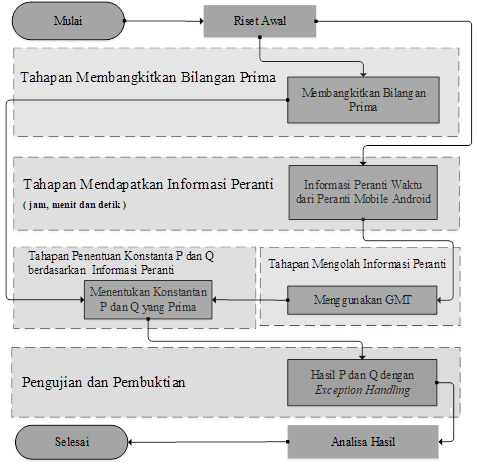 Mulai
Riset Awal
Tahapan Membangkitkan Bilangan Prima
Membangkitkan Bilangan
Prima
Tahapan Mendapatkan Informasi Peranti
( jam, menit dan detik )
Informasi Peranti Waktu
dari Peranti Mobile Android
Tahapan Penentuan Konstanta P dan Q
berdasarkan Informasi Peranti
Menentukan Konstantan
P dan Q yang Prima
Tahapan Mengolah Informasi Peranti
Menggunakan GMT
Pengujian dan Pembuktian
Hasil P dan Q dengan
Exception Handling
Selesai
Analisa Hasil